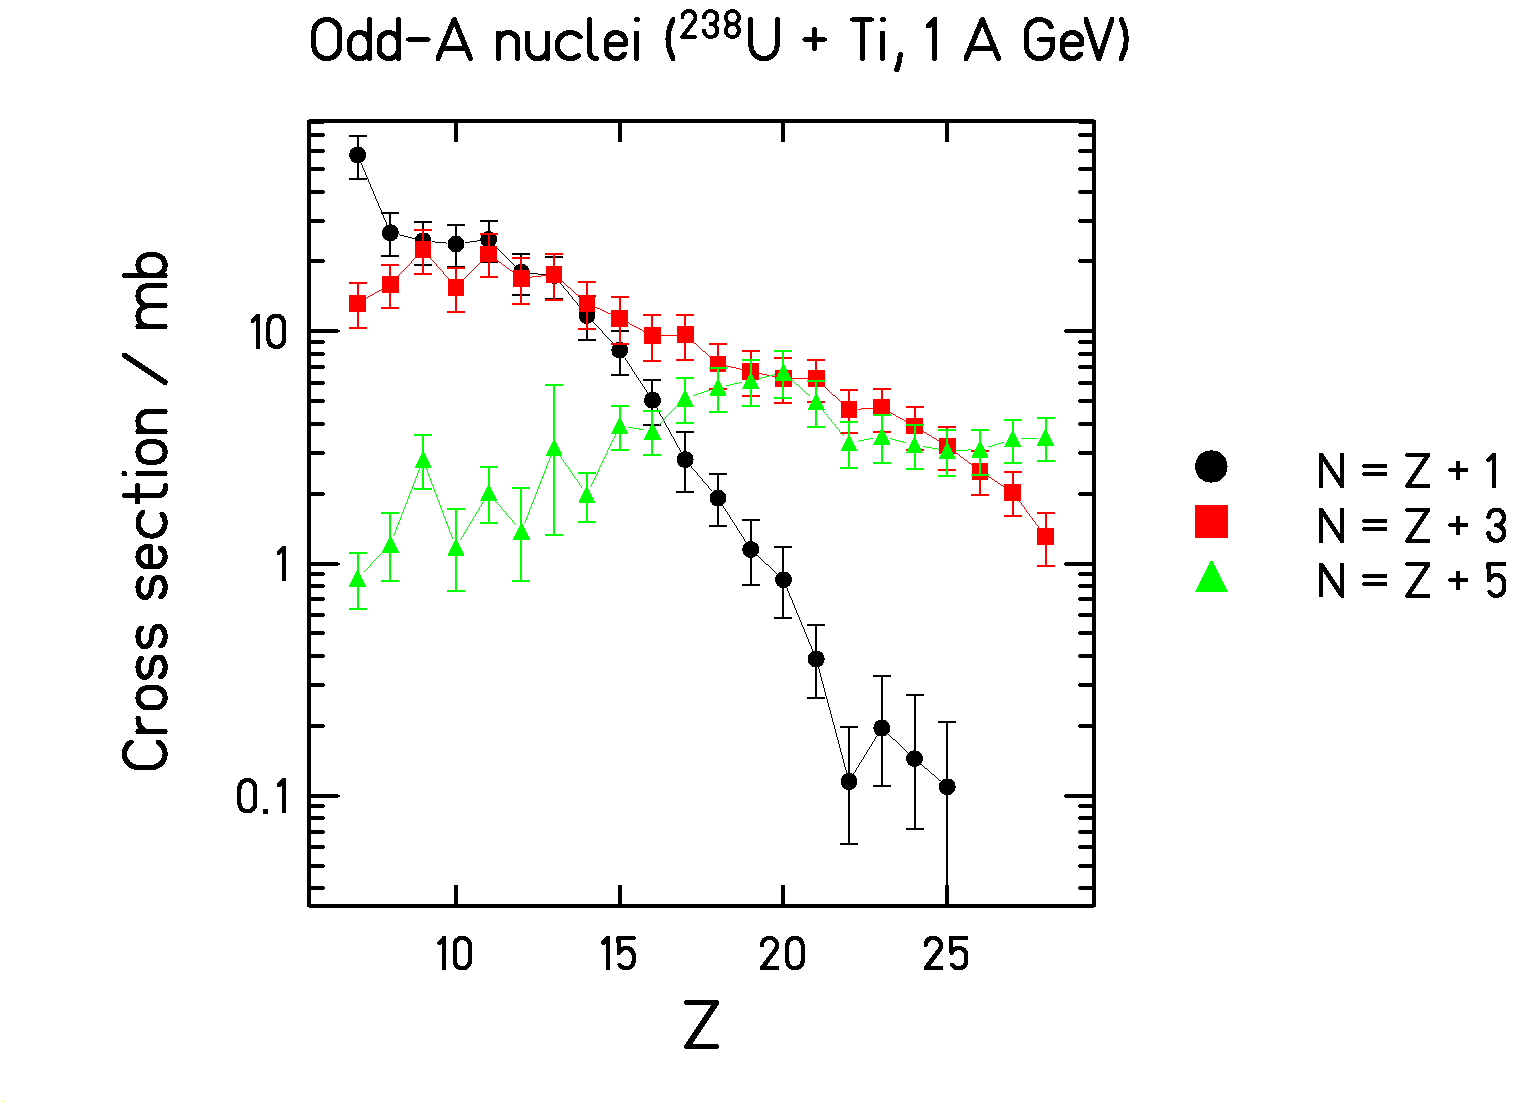 Odd-A nuclei (²³⁸U + Ti, 1 A GeV)
Cross section / mb
10
1
0.1
10 15 20 25
Z
N = Z + 1
N = Z + 3
N = Z + 5